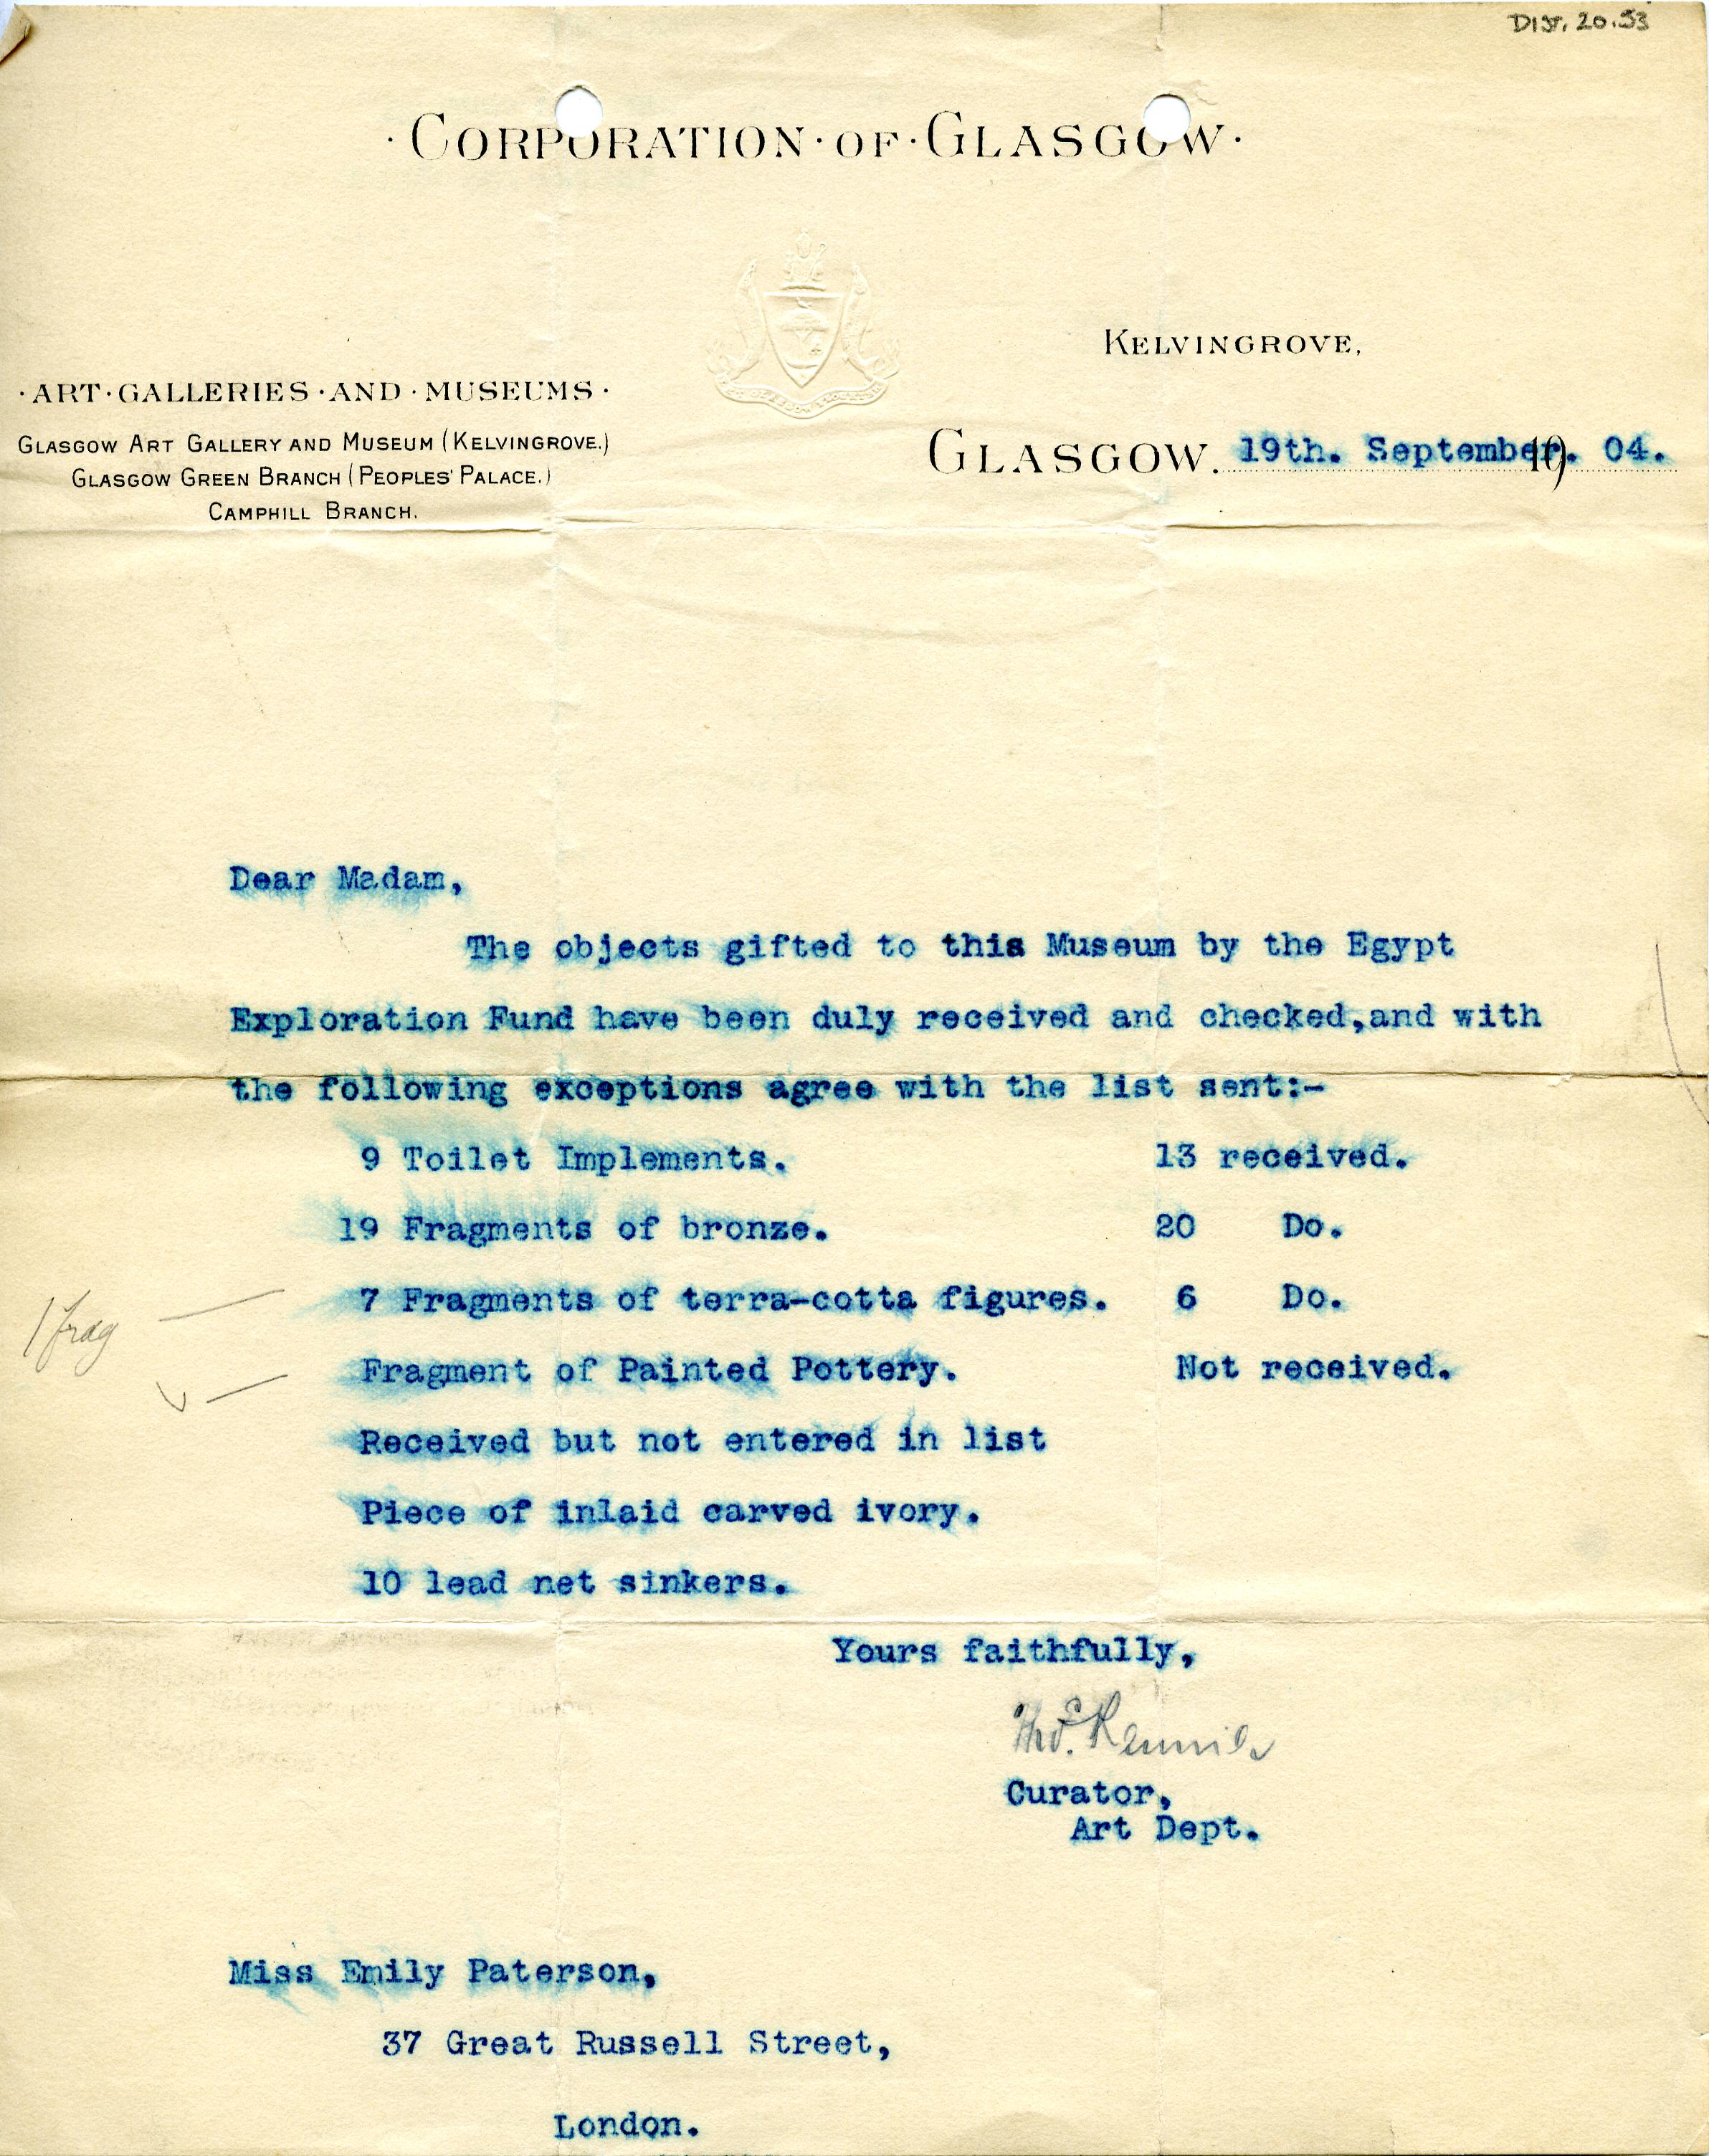 DIST. 20.53
· CORPORATION · OF · GLASGOW ·
KELVINGROVE,
· ART · GALLERIES · AND · MUSEUMS ·
GLASGOW ART GALLERY AND MUSEUM (KELVINGROVE.)
GLASGOW GREEN BRANCH (PEOPLES' PALACE.)
CAMPHILL BRANCH.
GLASGOW. 19th. September. 19 04.
Dear Madam,
The objects gifted to this Museum by the Egypt
Exploration Fund have been duly received and checked,and with
the following exceptions agree with the list sent:-
9 Toilet Implements. 13 received.
19 Fragments of bronze. 20 Do.
7 Fragments of terra-cotta figures. 6 Do.
1 frag
Fragment of Painted Pottery. Not received.
Received but not entered in list
Piece of inlaid carved ivory.
10 lead net sinkers.
Yours faithfully,
Thos. Rennie
Curator,
Art Dept.
Miss Emily Paterson,
37 Great Russell Street,
London.